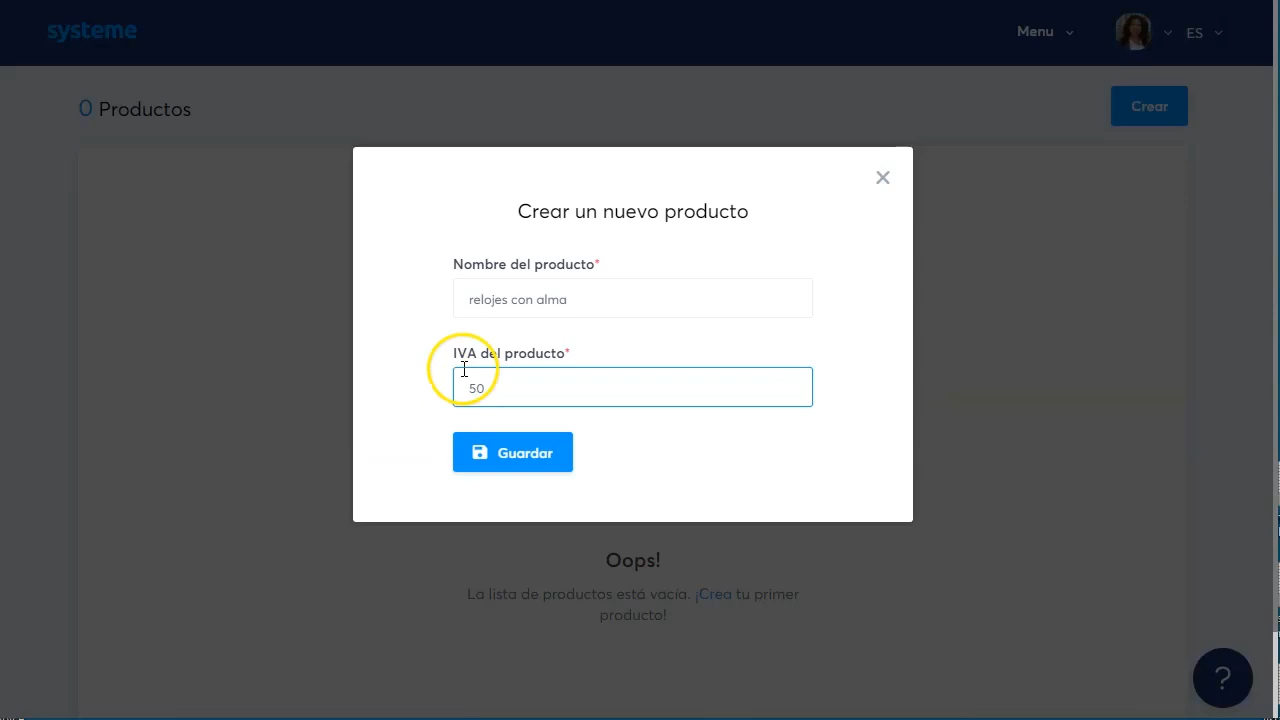 systeme
Menu
ES
0 Productos
Crear
Crear un nuevo producto
Nombre del producto*
relojes con alma
IVA del producto*
50
Guardar
Oops!
La lista de productos está vacía. ¡Crea tu primer
producto!
?